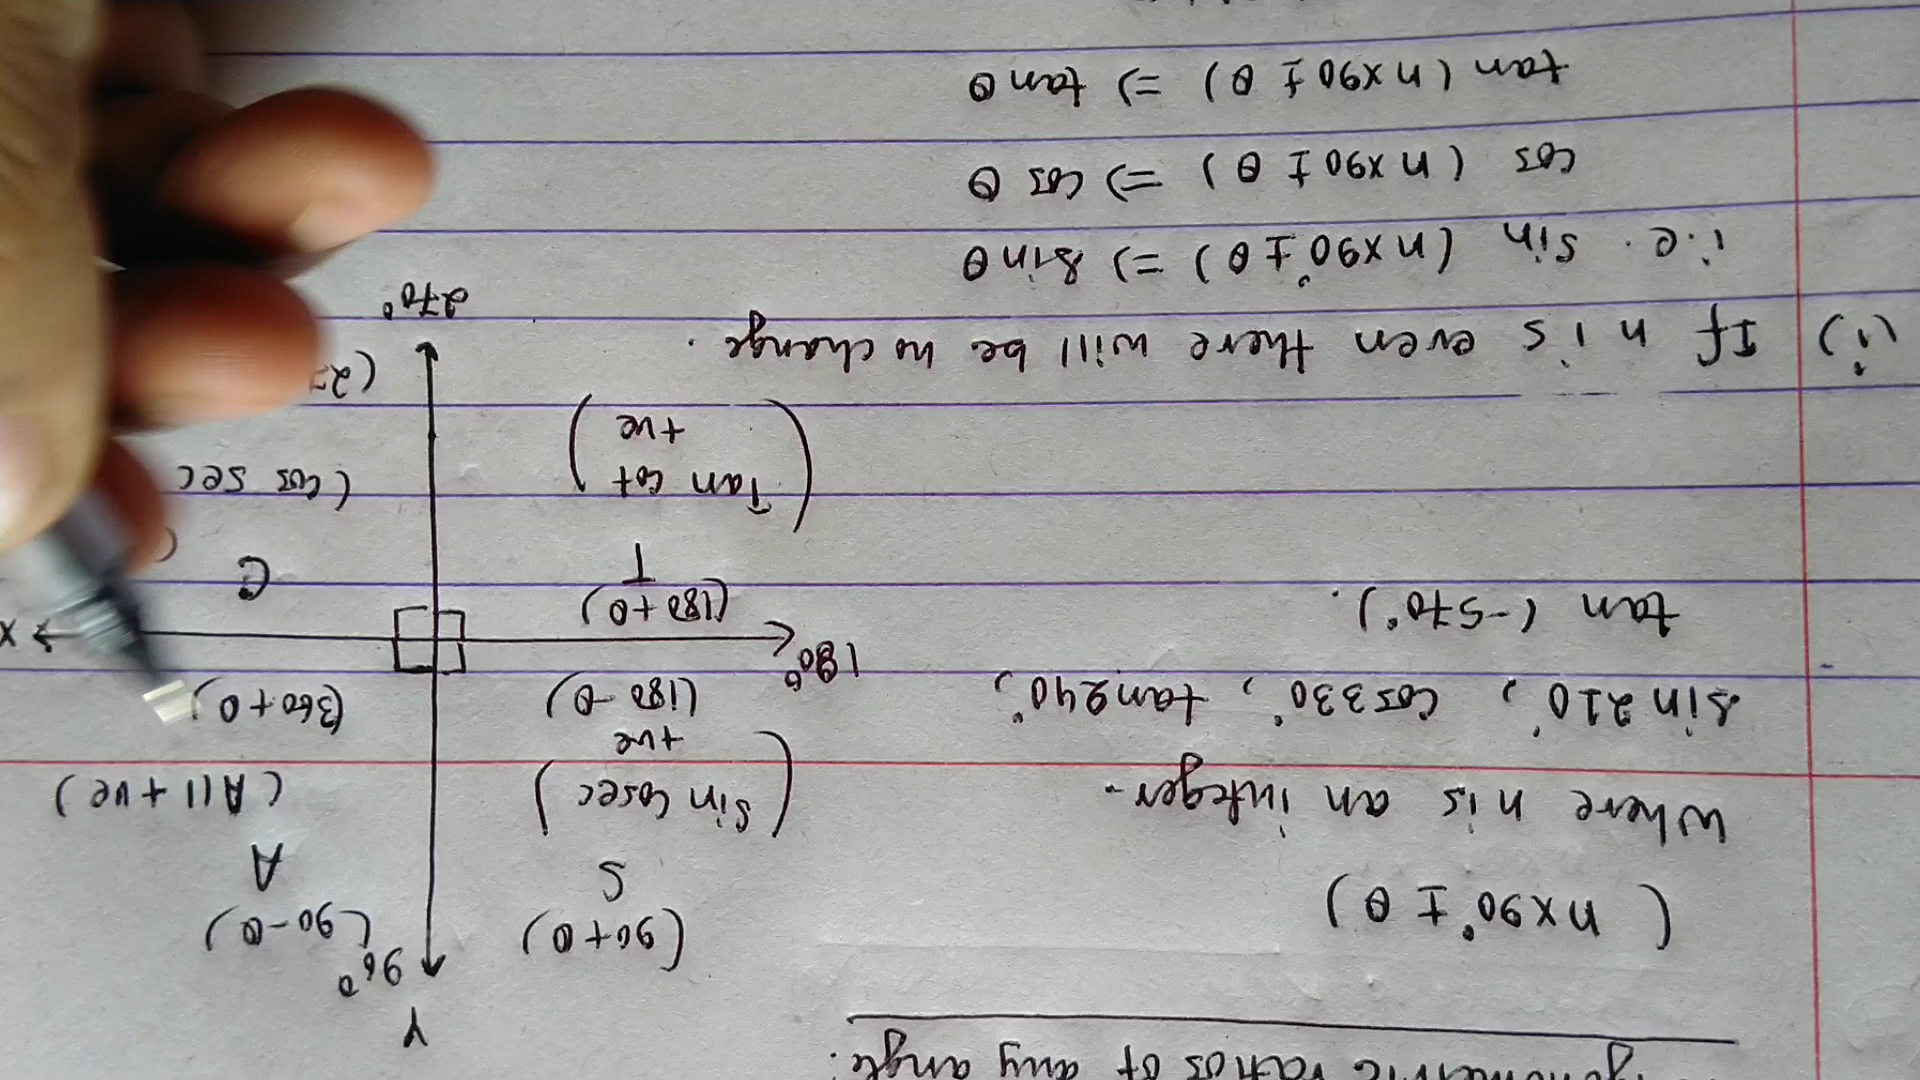 ratios of any angle:
(n×90° ± θ)
where n is an integer.
sin 210°, cos 330°, tan 240°,
tan (-570°).
(i) If n is even there will be no change.
i.e. sin (n×90° ± θ) => sin θ
cos (n×90 ± θ) => cos θ
tan (n×90 ± θ) => tan θ
Y
90°
(90+θ)
(90-θ)
S
A
(sin cosec)
+ve
(All +ve)
(180-θ)
(360+θ)
180°
X
(180+θ)
T
C
(Tan cot
+ve)
(cos sec
270°